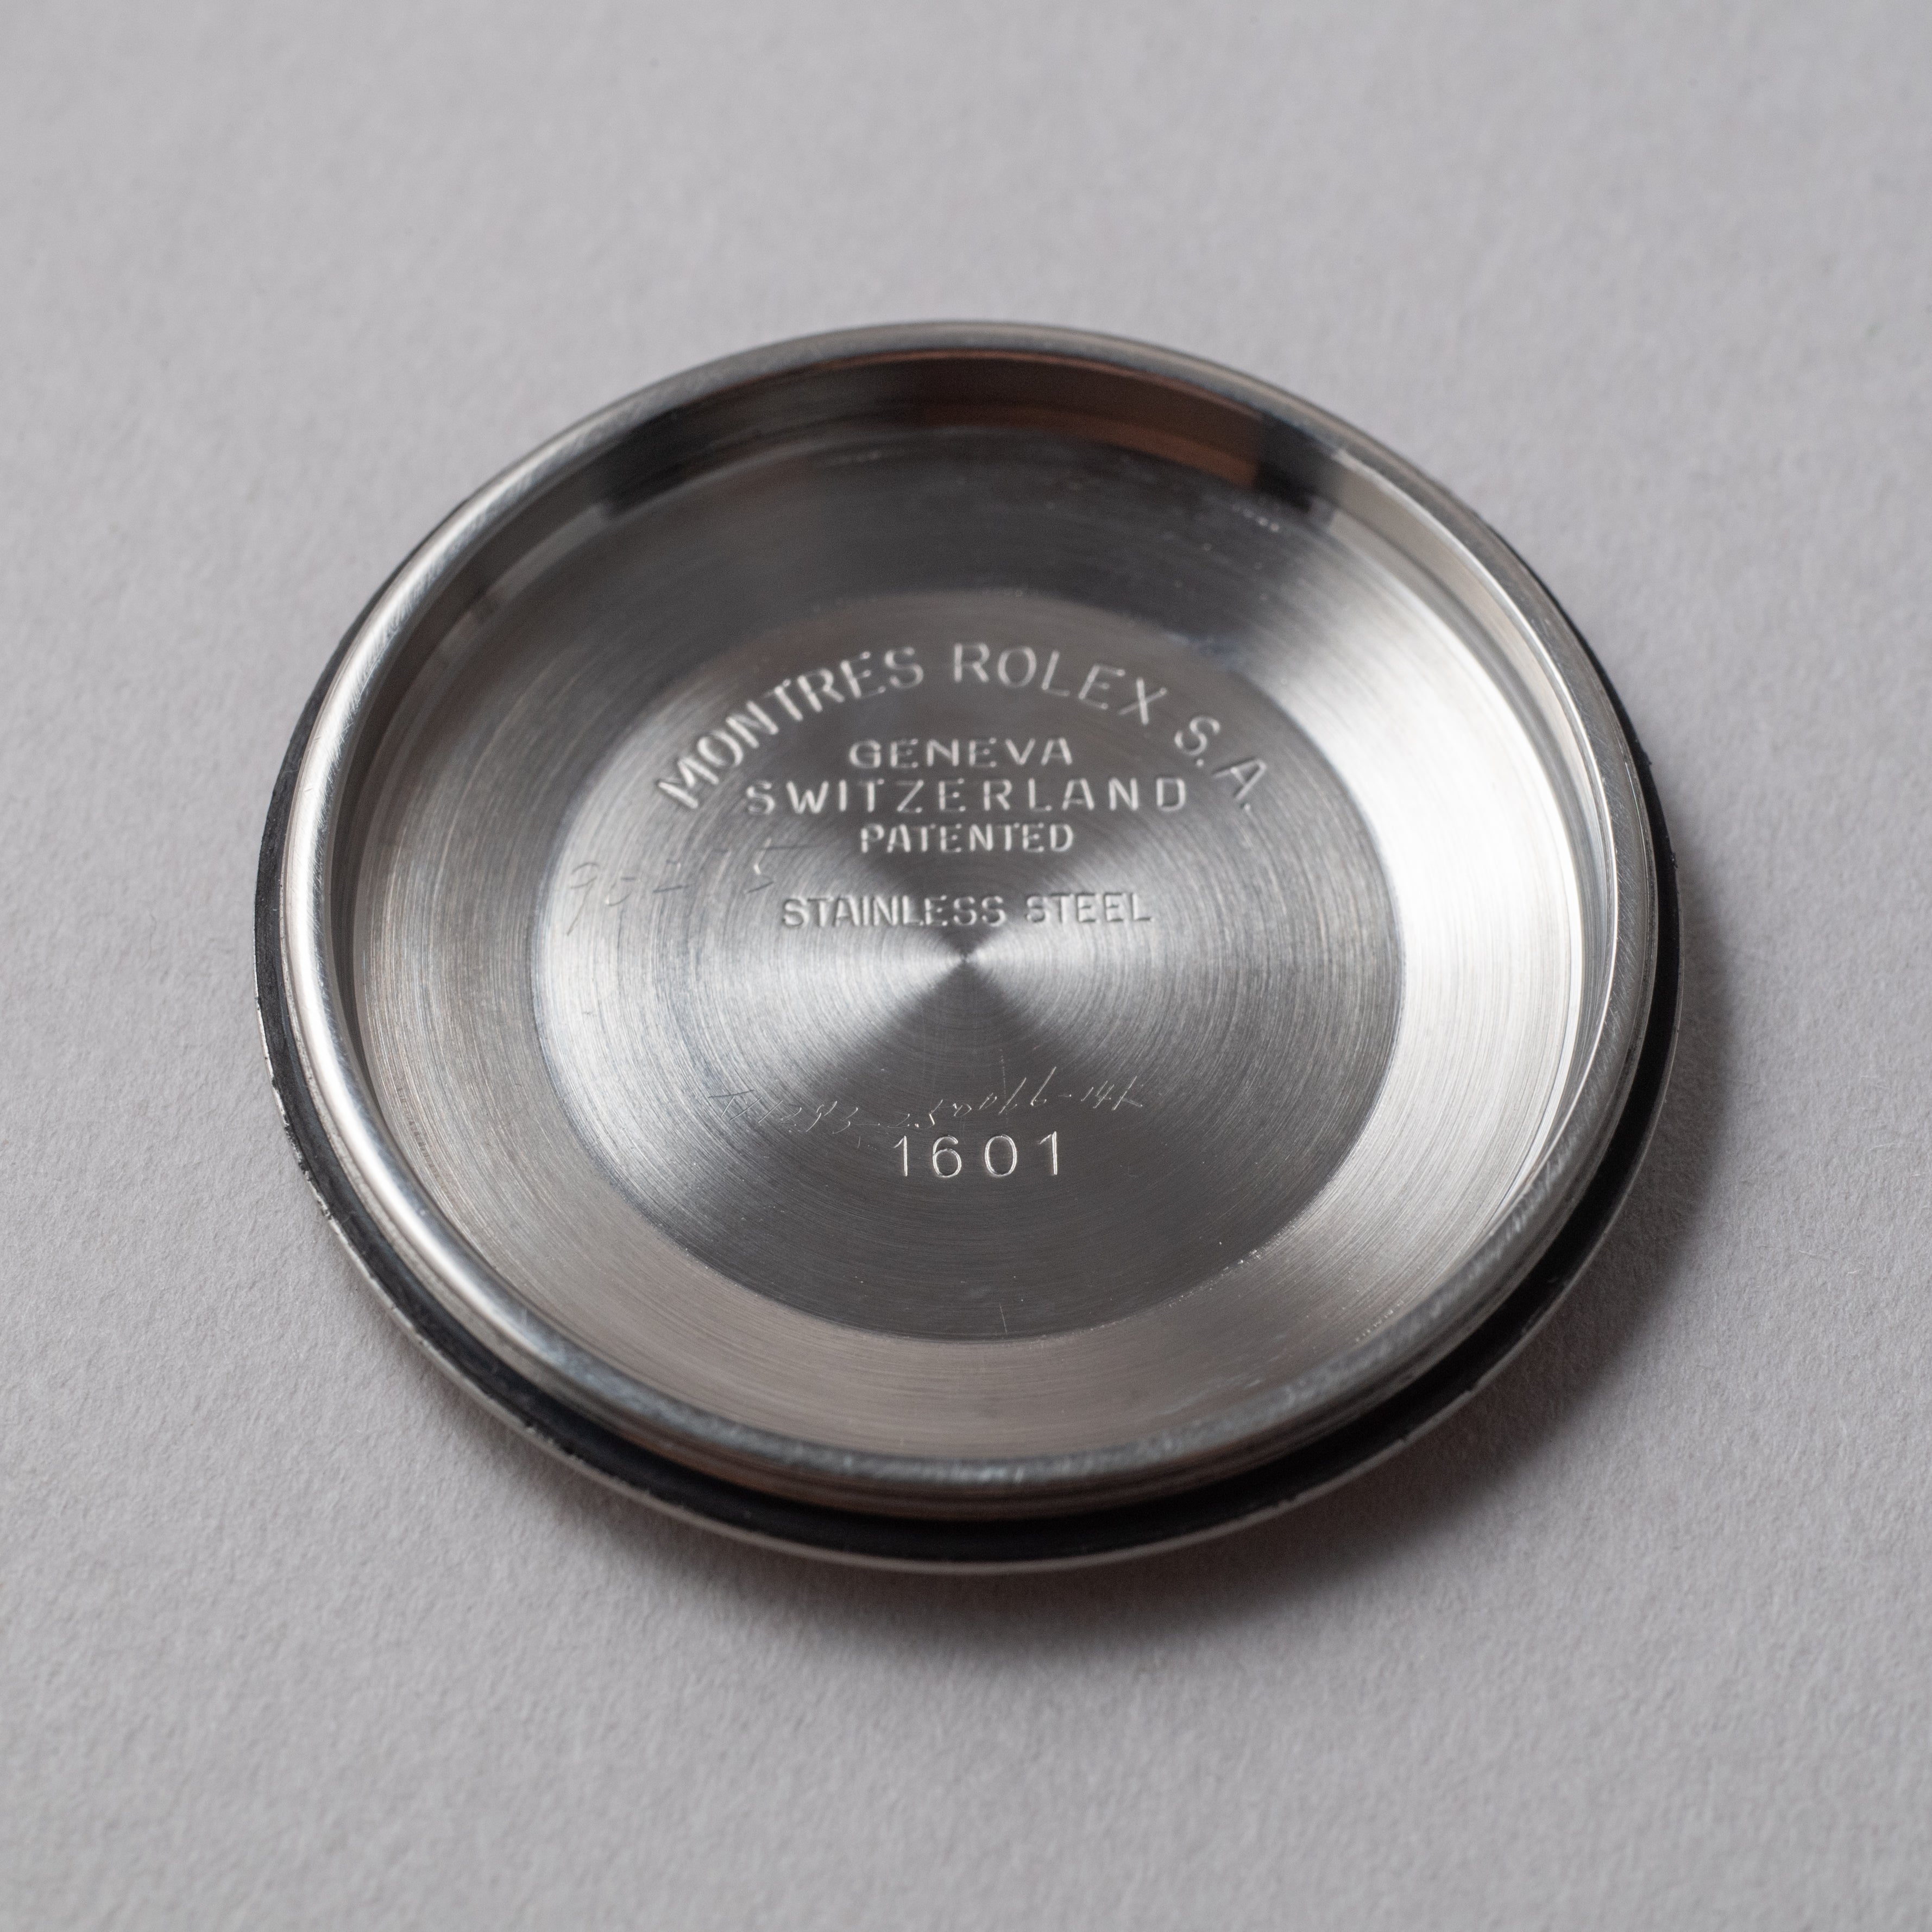 MONTRES ROLEX S.A.
GENEVA
SWITZERLAND
PATENTED
STAINLESS STEEL
1601